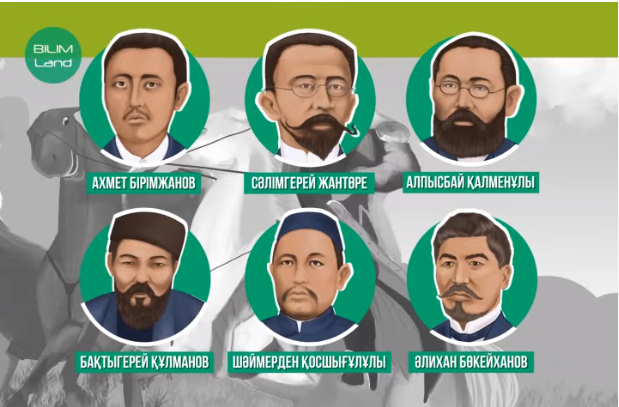 BILIM
Land
АХМЕТ БІРІМЖАНОВ
СӘЛІМГЕРЕЙ ЖАНТӨРЕ
АЛПЫСБАЙ ҚАЛМЕНҰЛЫ
БАҚТЫГЕРЕЙ ҚҰЛМАНОВ
ШӘЙМЕРДЕН ҚОСШЫҒҰЛҰЛЫ
ӘЛИХАН БӨКЕЙХАНОВ